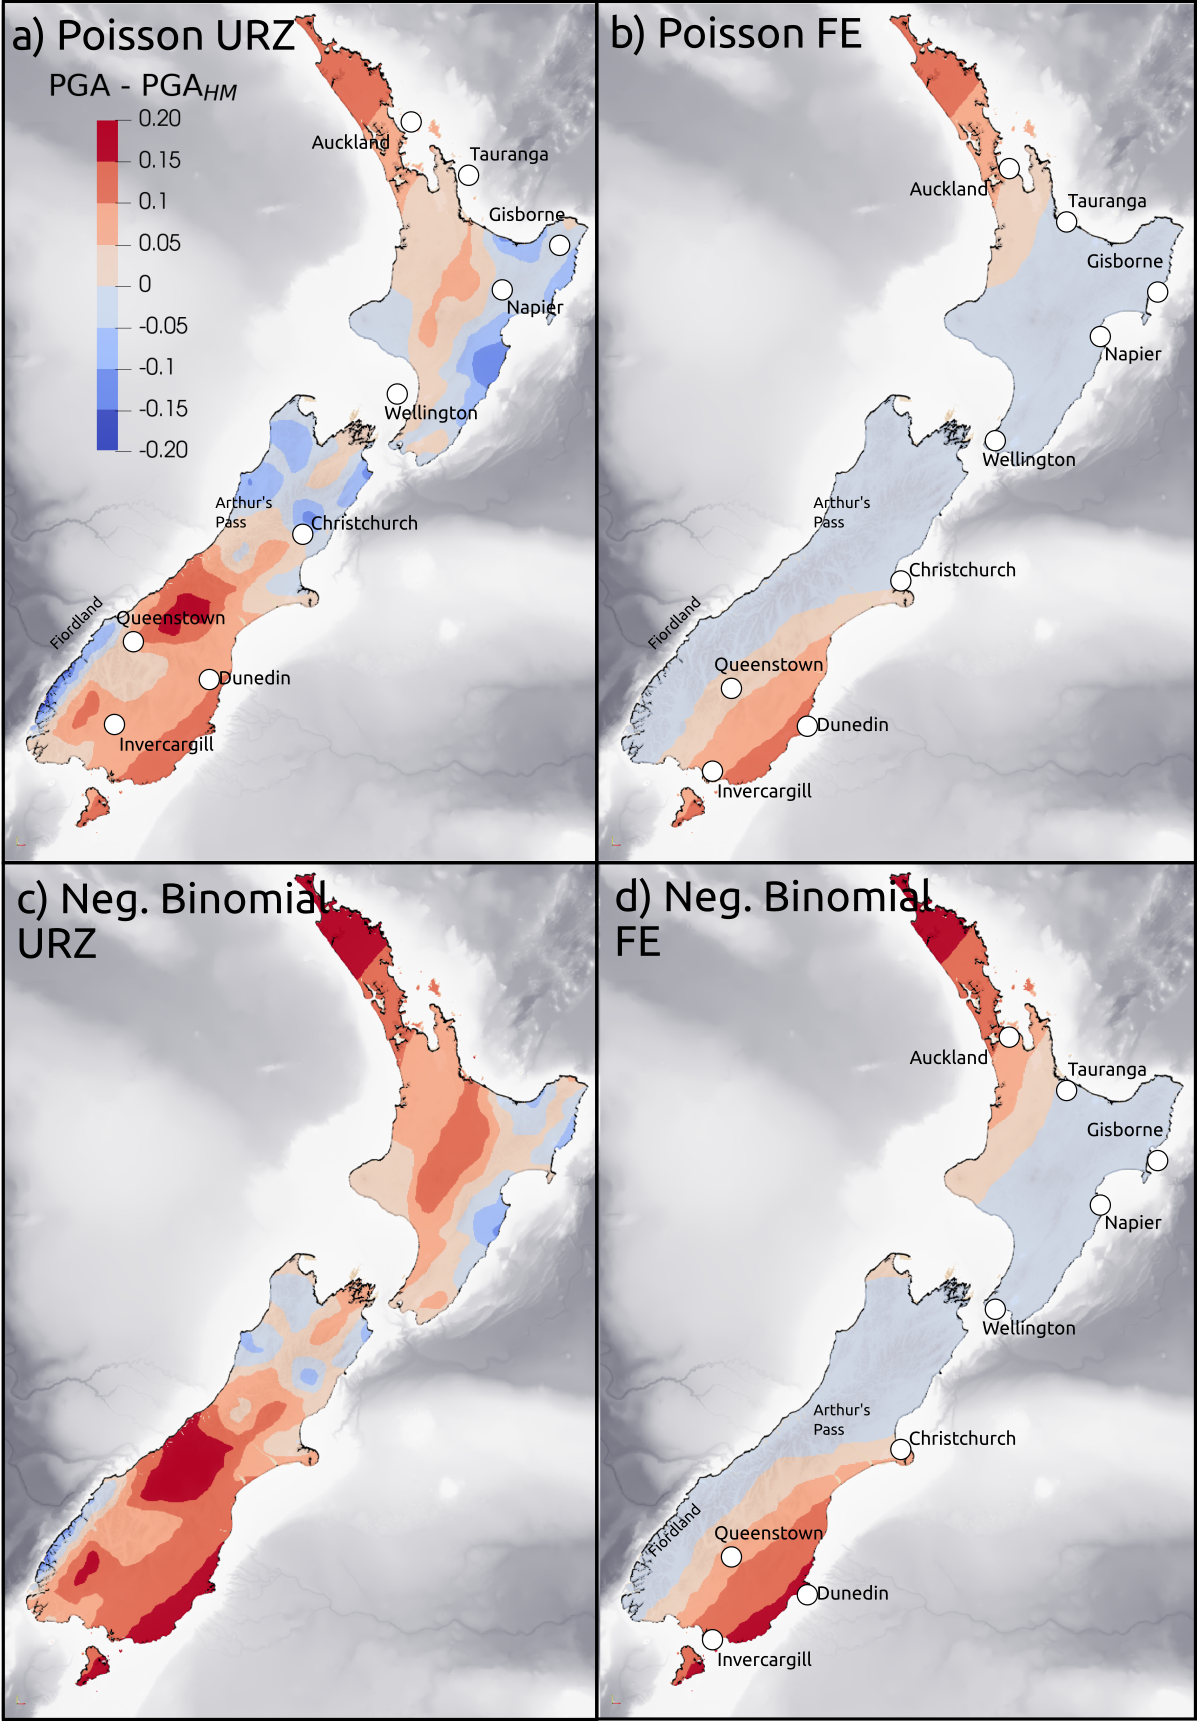 a) Poisson URZ
PGA - PGA_HM
0.20
0.15
0.1
0.05
0
-0.05
-0.1
-0.15
-0.20
Auckland
Tauranga
Gisborne
Napier
Wellington
Arthur's
Pass
Christchurch
Fiordland
Queenstown
Dunedin
Invercargill
b) Poisson FE
Auckland
Tauranga
Gisborne
Napier
Wellington
Arthur's
Pass
Christchurch
Fiordland
Queenstown
Dunedin
Invercargill
c) Neg. Binomial
URZ
d) Neg. Binomial
FE
Auckland
Tauranga
Gisborne
Napier
Wellington
Arthur's
Pass
Christchurch
Fiordland
Queenstown
Dunedin
Invercargill